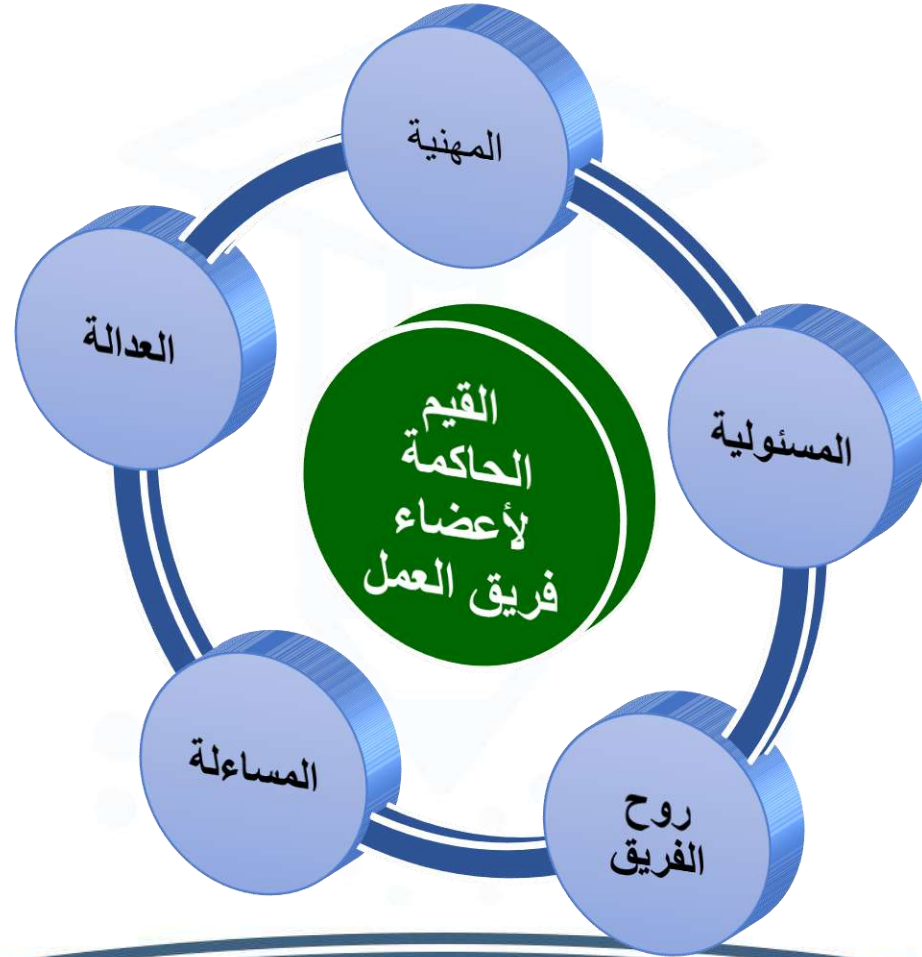 المهنية
المسئولية
روح
الفريق
المساءلة
العدالة
القيم
الحاكمة
لأعضاء
فريق العمل